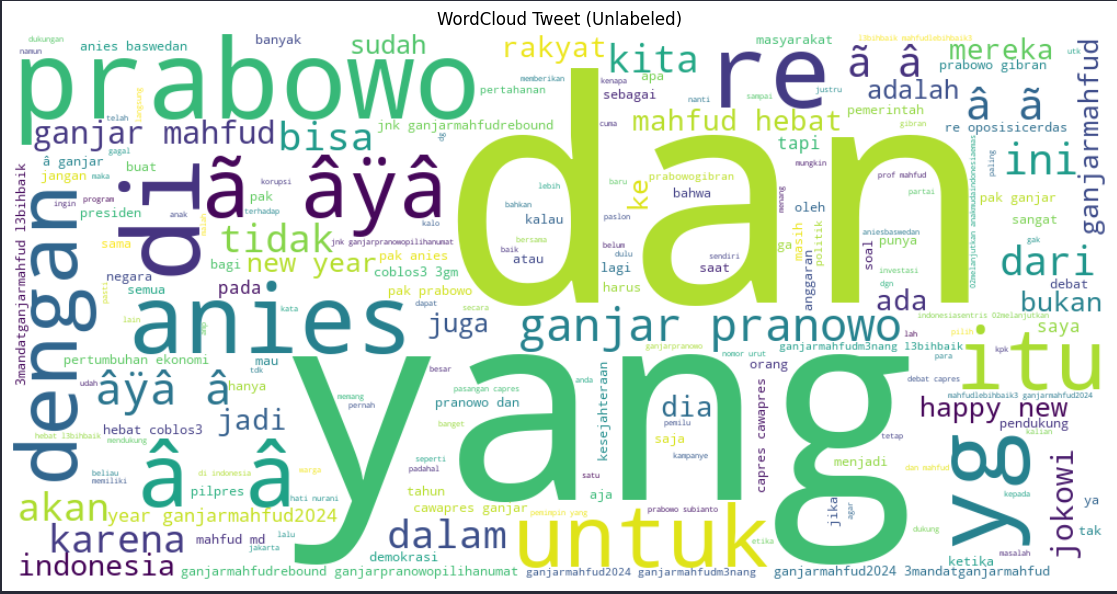 WordCloud Tweet (Unlabeled)
dukungan
namun
anies baswedan
banyak
sudah
rakyat
kita
masyarakat
l3bihbaik mahfudlebihbaik3
mereka
utk
prabowo
re
ã â
prabowo gibran
adalah
â ã
ganjarmahfud
memberikan
pertahanan
kenapa
apa
sebagai
nanti
sampai
justru
pemerintah
gibran
re oposisicerdas
telah
langsung
ganjar mahfud
bisa
jnk ganjarmahfudrebound
dg
cuma
mahfud hebat
tapi
ini
gagal
â ganjar
buat
jangan
maka
di
ã âÿâ
korupsi
dan
mungkin
prof mahfud
paling
prabowogibran
ke
bahwa
baru
lebih
menang
partai
pak ganjar
ingin
program
anak
pak
presiden
terhadap
bahkan
kalau
paslon
oleh
sangat
3mandatganjarmahfud l3bihbaik
dengan
sama
malah
tidak
kalo
jnk ganjarpranowopilihanumat
bersama
baik
atau
belum
dulu
sendiri
ga
masih
politik
soal
aniesbaswedan
punya
gak
02melanjutkan anakmudaindonesiaemas
bagi
new year
pak anies
coblos3 3gm
lagi
saat
dari
debat
negara
semua
pada
pak prabowo
harus
anggaran
investasi
dgn
ada
bukan
pasti
anies
kata
dapat
secara
juga
ganjar pranowo
indonesiasentris 02melanjutkan
saya
lain
amp
lah
pilih
ganjarpranowo
nomor urut
ganjarmahfudm3nang l3bihbaik
para
kpk
itu
pertumbuhan ekonomi
mau
tdk
besar
yang
orang
debat capres
udah
âÿâ â
hanya
memang
pernah
pasangan capres
anda
kesejahteraan
mahfudlebihbaik3 ganjarmahfud2024
pranowo dan
dia
capres cawapres
happy new
hebat coblos3
jadi
banget
pemilu
pendukung
hebat l3bihbaik
mendukung
saja
kampanye
tetap
kalian
â â
seperti
padahal
menjadi
dan mahfud
yg
kepada
jokowi
beliau
memiliki
di indonesia
warga
satu
pilpres
hati nurani
tahun
aja
jika
agar
ya
akan
year ganjarmahfud2024
cawapres ganjar
pemimpin yang
prabowo subianto
untuk
etika
dukung
tak
karena
mahfud md
lalu
jakarta
dalam
demokrasi
ketika
masalah
indonesia
ganjarmahfudrebound ganjarpranowopilihanumat
ganjarmahfud2024 ganjarmahfudm3nang
ganjarmahfud2024 3mandatganjarmahfud